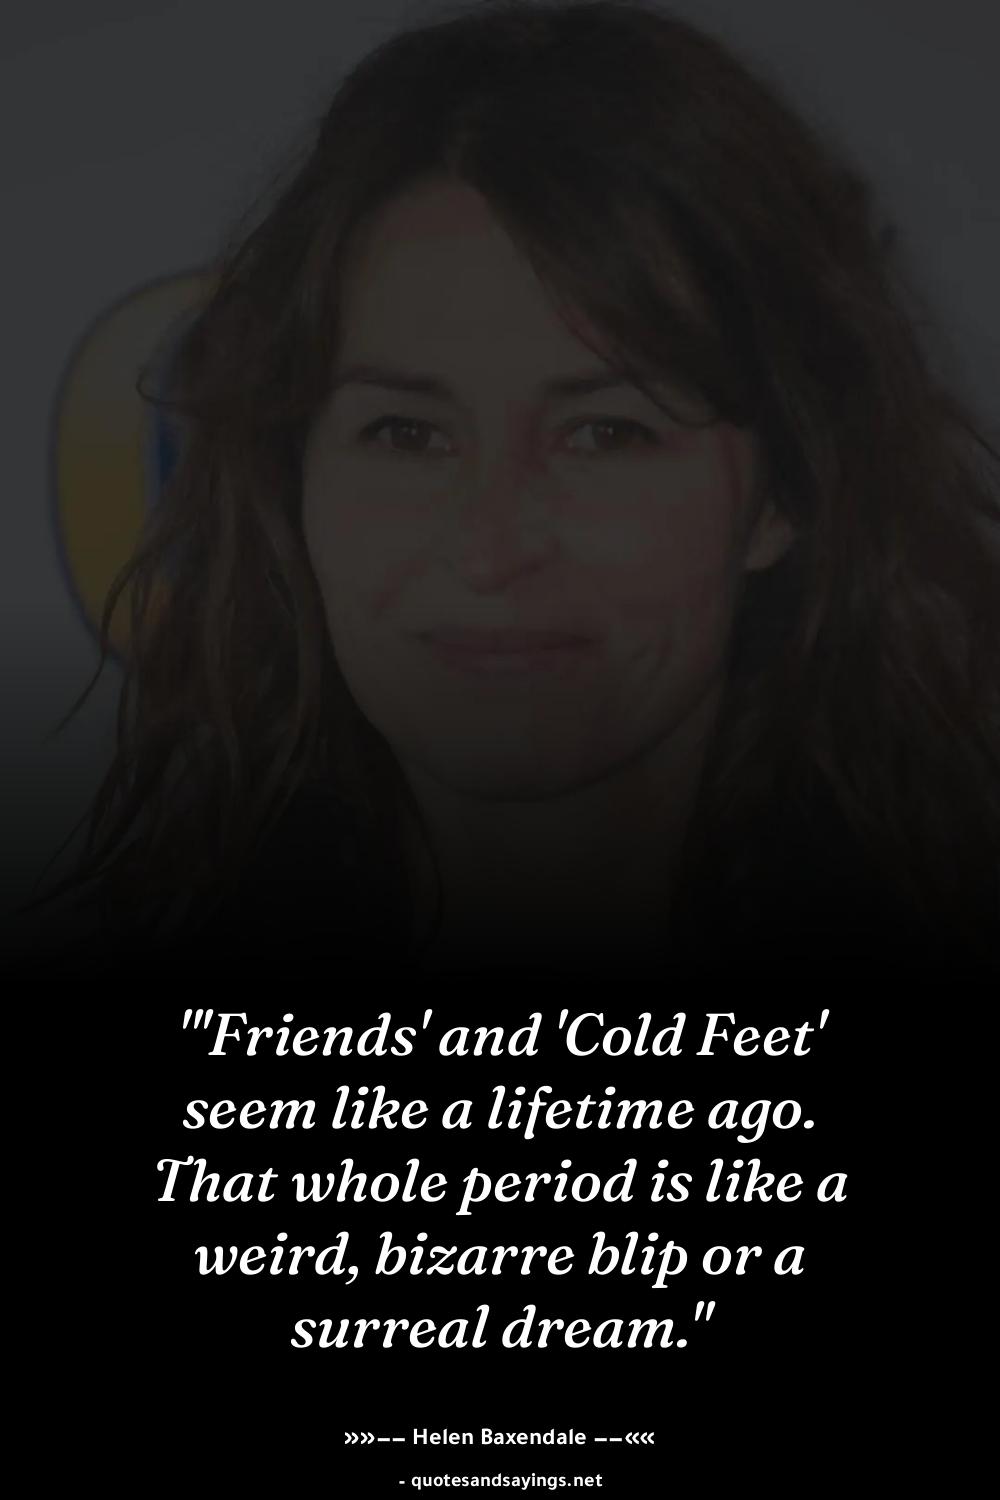 "'Friends' and 'Cold Feet'
seem like a lifetime ago.
That whole period is like a
weird, bizarre blip or a
surreal dream."
»»−− Helen Baxendale −−««
- quotesandsayings.net